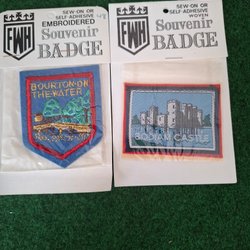 SEW-ON OR
SELF ADHESIVE
EMBROIDERED
FWH
Souvenir
BADGE
BOURTON-ON
THE-WATER
SEW-ON OR
SELF ADHESIVE
WOVEN
FWH
Souvenir
BADGE
BODIAM CASTLE